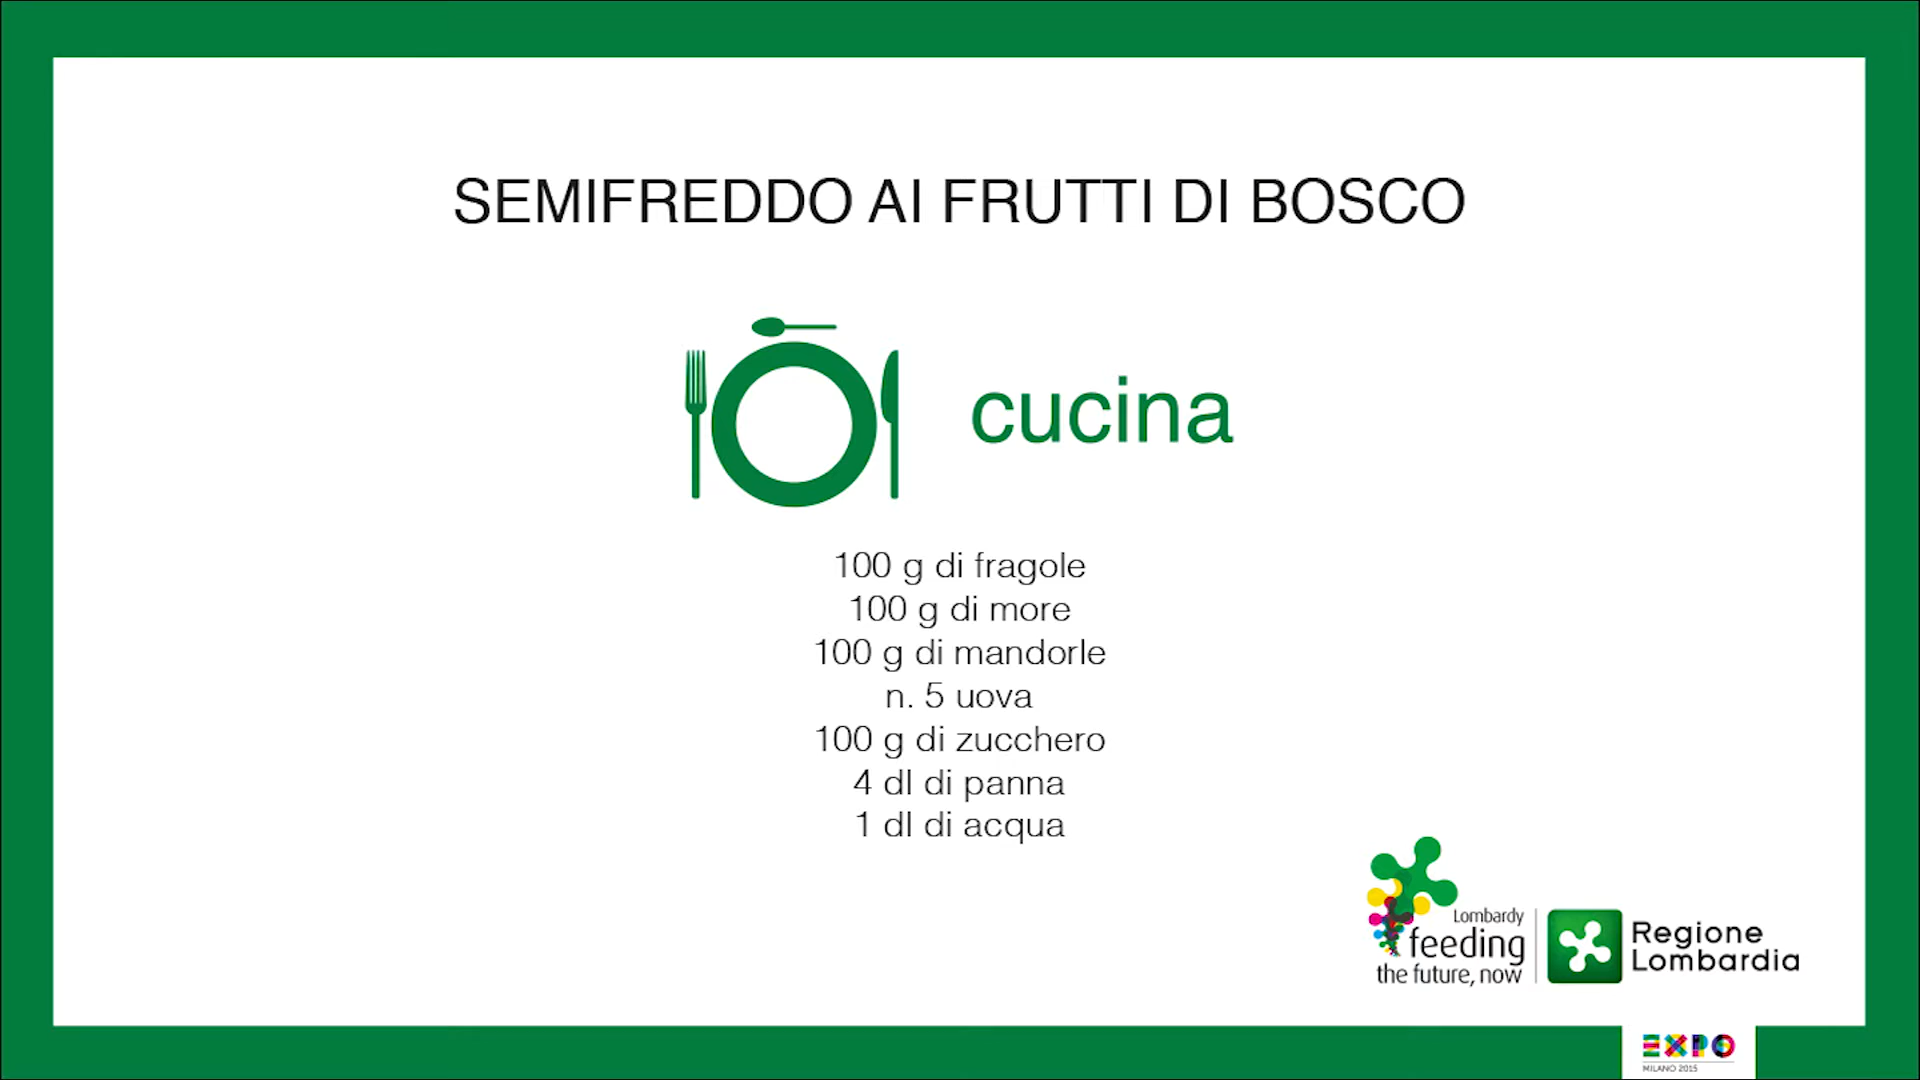 SEMIFREDDO AI FRUTTI DI BOSCO
cucina
100 g di fragole
100 g di more
100 g di mandorle
n. 5 uova
100 g di zucchero
4 dl di panna
1 dl di acqua
Lombardy
feeding
the future, now
Regione
Lombardia
EXPO
MILANO 2015